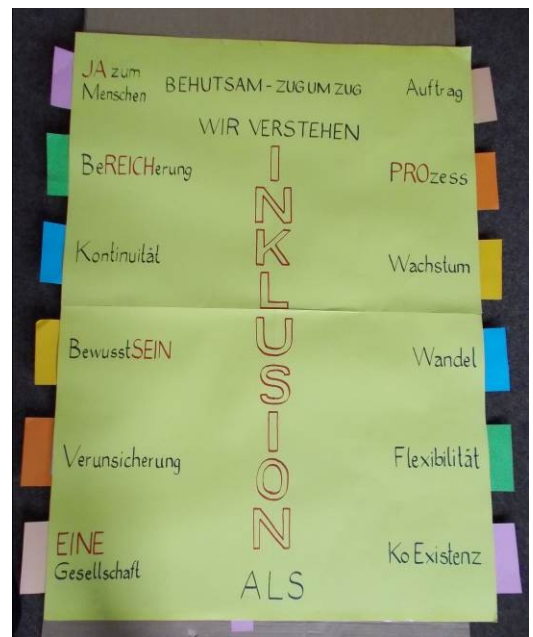 JA zum
Menschen
BEHUTSAM - ZUG UM ZUG
Auftrag
WIR VERSTEHEN
BeREICHerung
PROzess
INKLUSION
Kontinuität
Wachstum
BewusstSEIN
Wandel
Verunsicherung
Flexibilität
EINE
Gesellschaft
KoExistenz
ALS